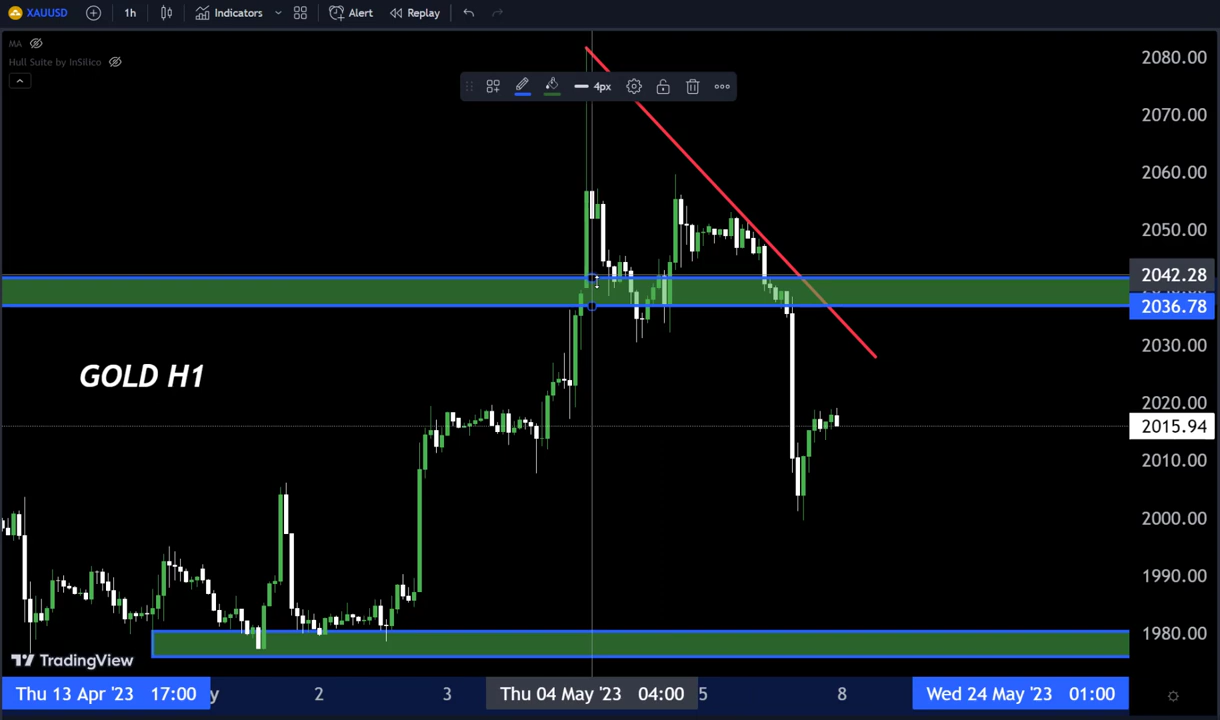 XAUUSD 1h Indicators Alert Replay
MA
Hull Suite by InSilico
4px
2080.00
2070.00
2060.00
2050.00
2042.28
2036.78
2030.00
GOLD H1
2020.00
2015.94
2010.00
2000.00
1990.00
1980.00
TradingView
Thu 13 Apr '23 17:00 y 2 3 Thu 04 May '23 04:00 5 8 Wed 24 May '23 01:00